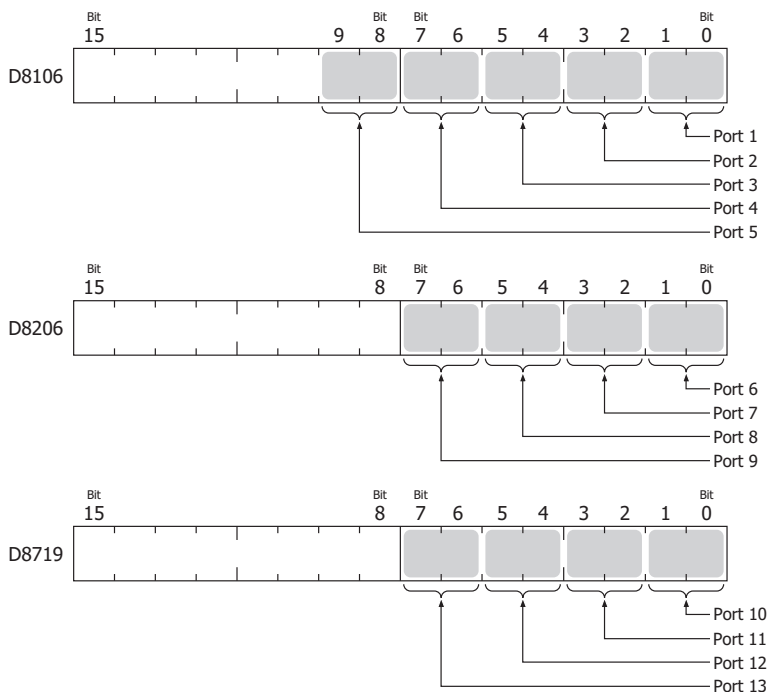 Bit Bit Bit Bit
15 9 8 7 6 5 4 3 2 1 0
D8106
Port 1
Port 2
Port 3
Port 4
Port 5
Bit Bit Bit Bit
15 8 7 6 5 4 3 2 1 0
D8206
Port 6
Port 7
Port 8
Port 9
Bit Bit Bit Bit
15 8 7 6 5 4 3 2 1 0
D8719
Port 10
Port 11
Port 12
Port 13